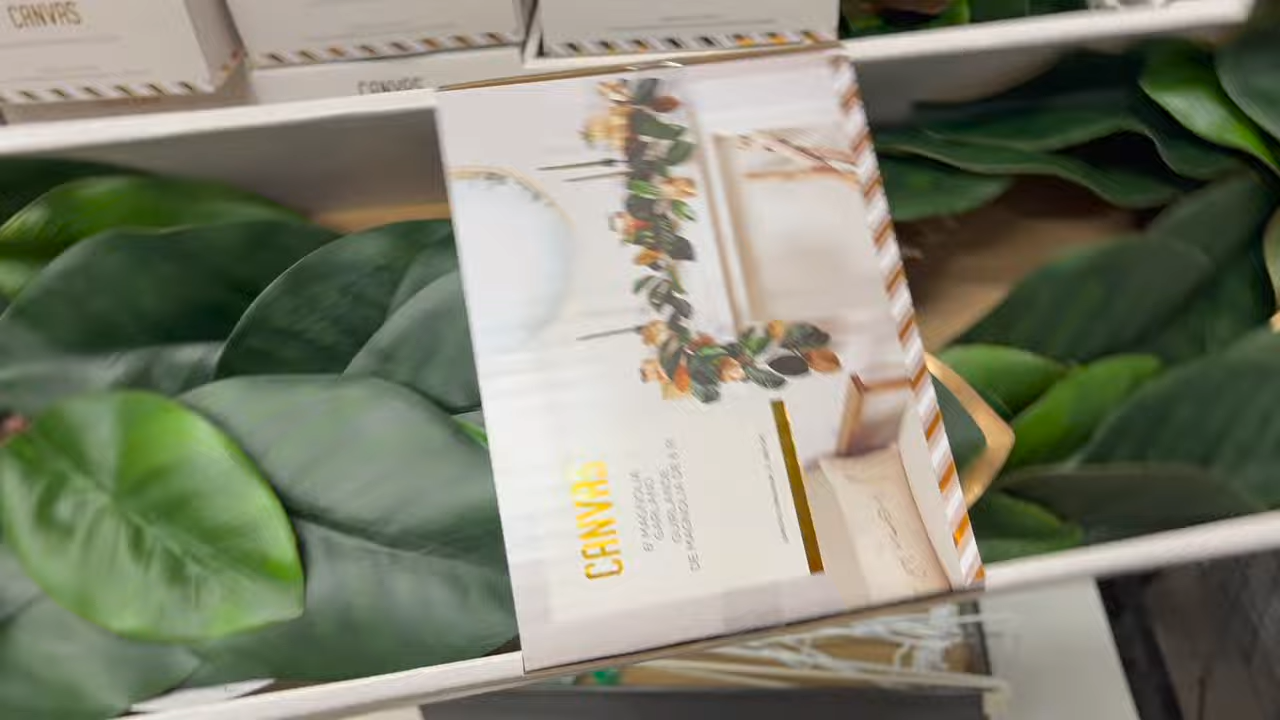 CANVAS
CANVAS
CANVAS
6' MAGNOLIA
GARLAND
GUIRLANDE
DE MAGNOLIA DE 6 PI